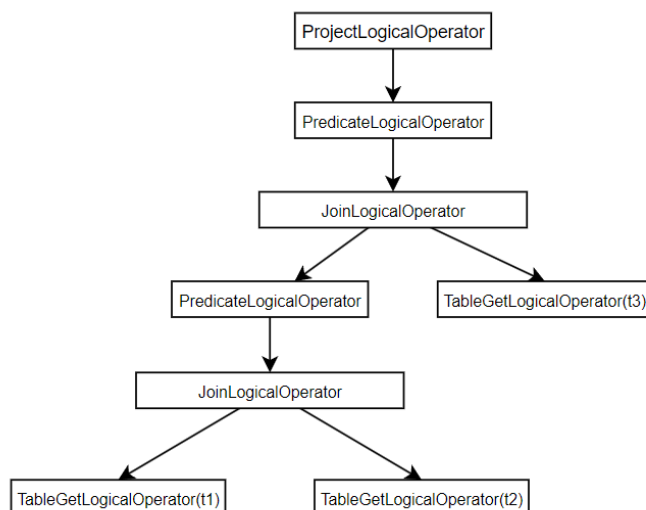 ProjectLogicalOperator
PredicateLogicalOperator
JoinLogicalOperator
PredicateLogicalOperator
TableGetLogicalOperator(t3)
JoinLogicalOperator
TableGetLogicalOperator(t1)
TableGetLogicalOperator(t2)